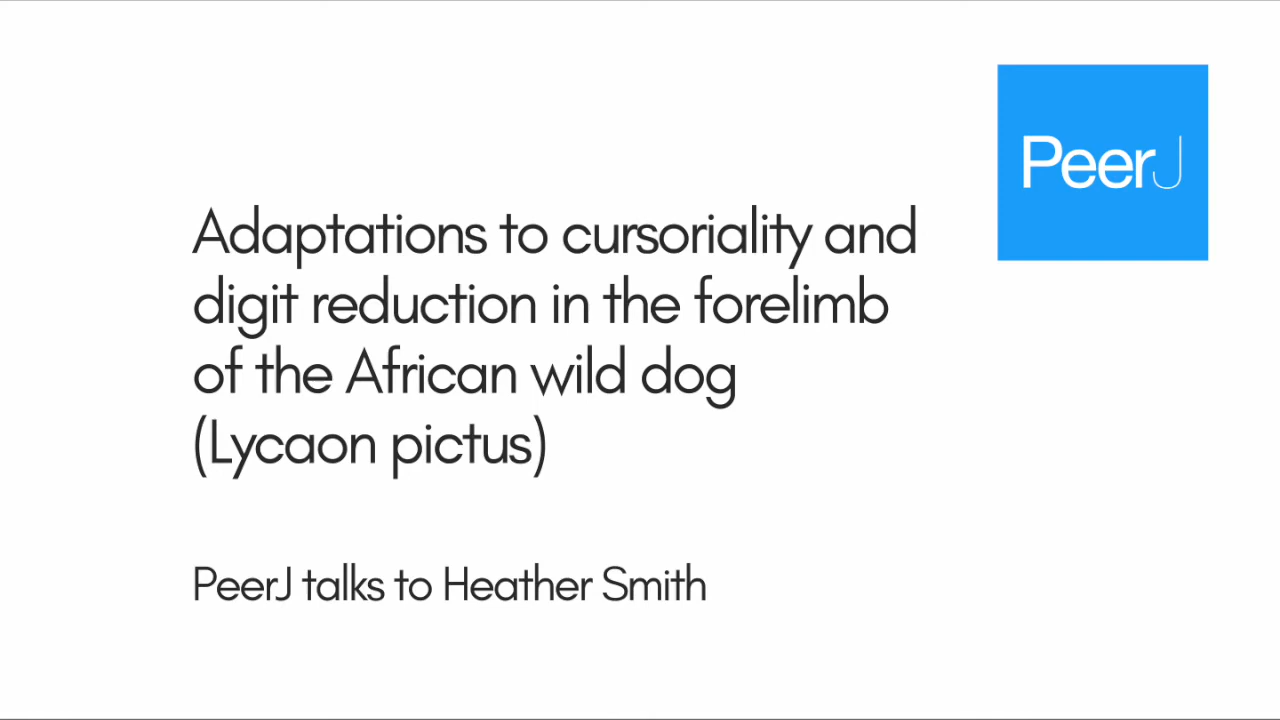 PeerJ
Adaptations to cursoriality and
digit reduction in the forelimb
of the African wild dog
(Lycaon pictus)
PeerJ talks to Heather Smith